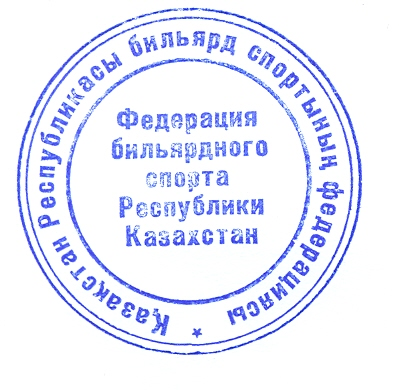 Қазақстан Республикасы бильярд спортының федерациясы
Федерация
бильярдного
спорта
Республики
Казахстан